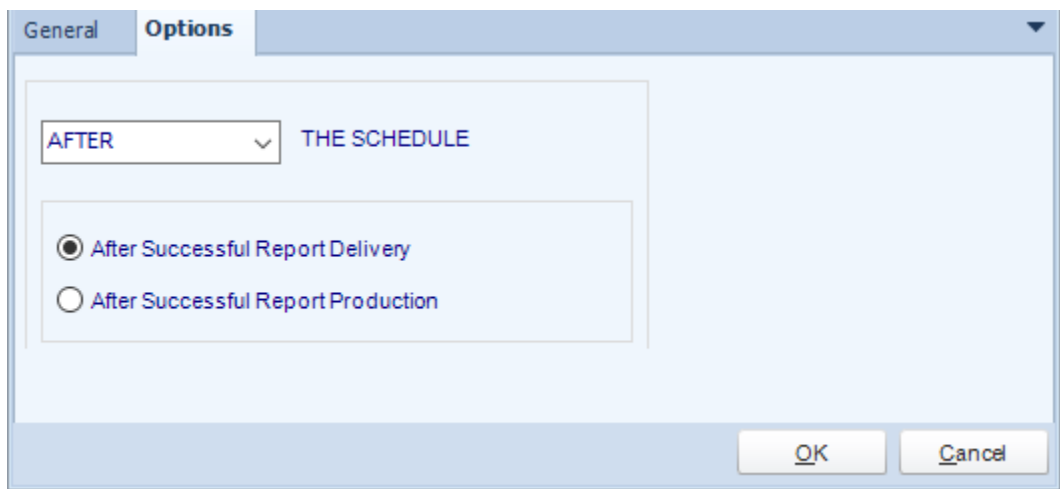 General Options
AFTER THE SCHEDULE
After Successful Report Delivery
After Successful Report Production
OK Cancel